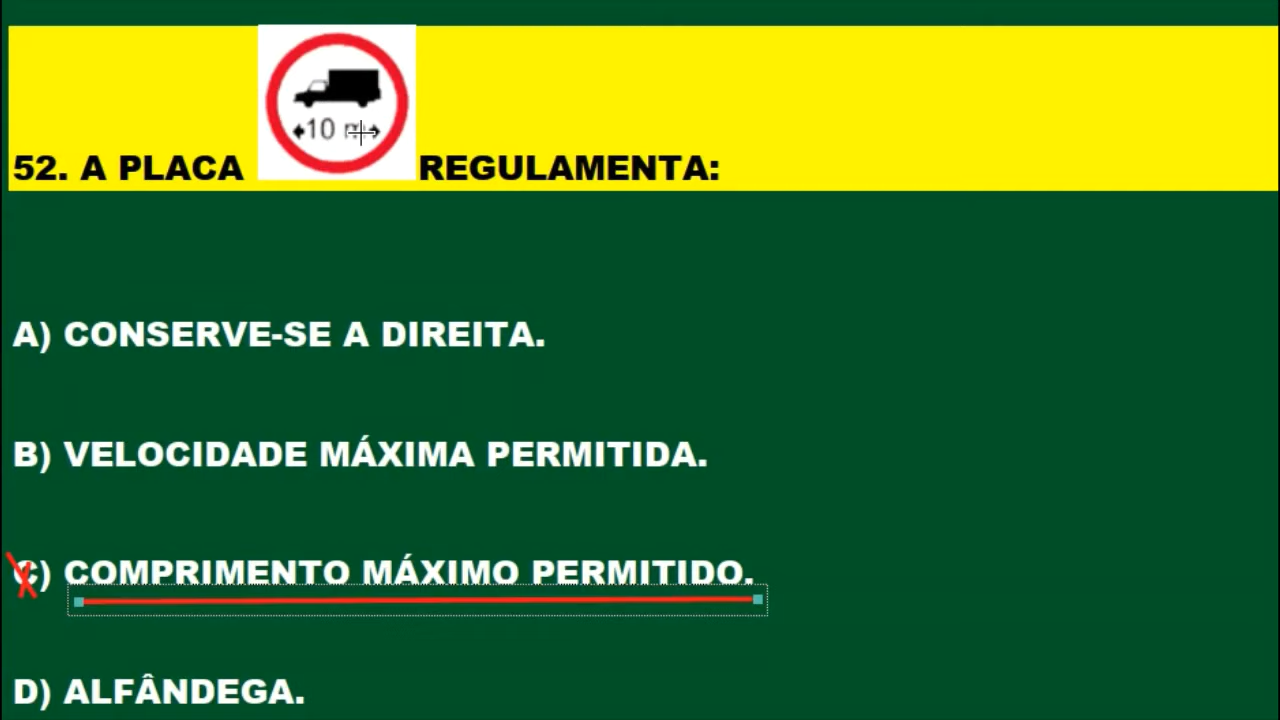 10 m
52. A PLACA REGULAMENTA:
A) CONSERVE-SE A DIREITA.
B) VELOCIDADE MÁXIMA PERMITIDA.
C) COMPRIMENTO MÁXIMO PERMITIDO.
D) ALFÂNDEGA.